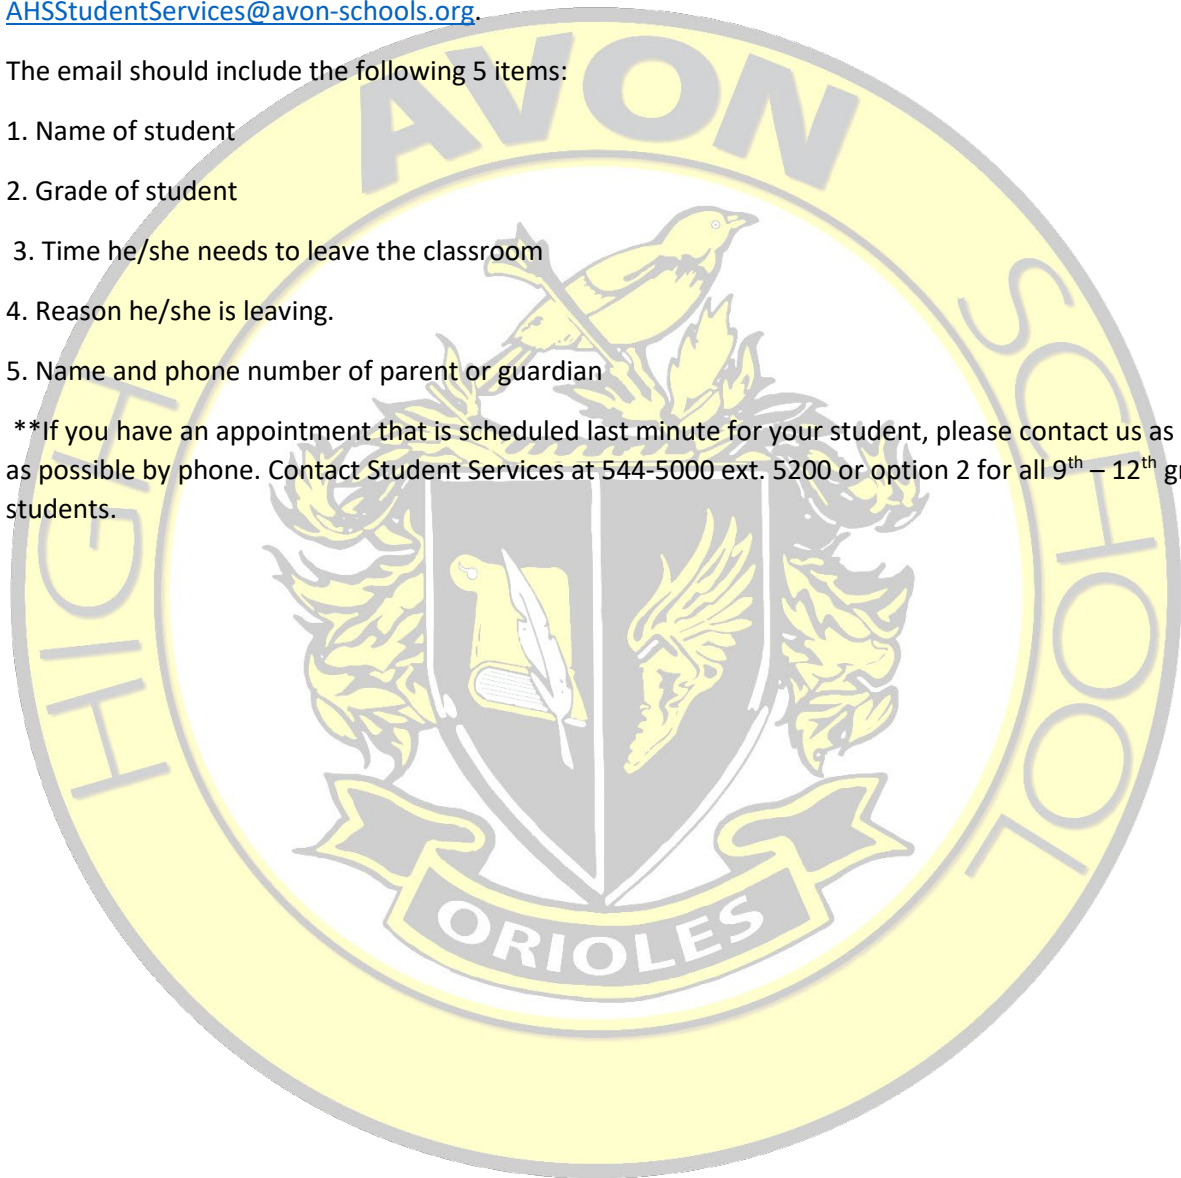 AHSStudentServices@avon-schools.org.
The email should include the following 5 items:
1. Name of student
2. Grade of student
3. Time he/she needs to leave the classroom
4. Reason he/she is leaving.
5. Name and phone number of parent or guardian
**If you have an appointment that is scheduled last minute for your student, please contact us as
as possible by phone. Contact Student Services at 544-5000 ext. 5200 or option 2 for all 9th – 12th
students.
AVON
HIGH
SCHOOL
ORIOLES